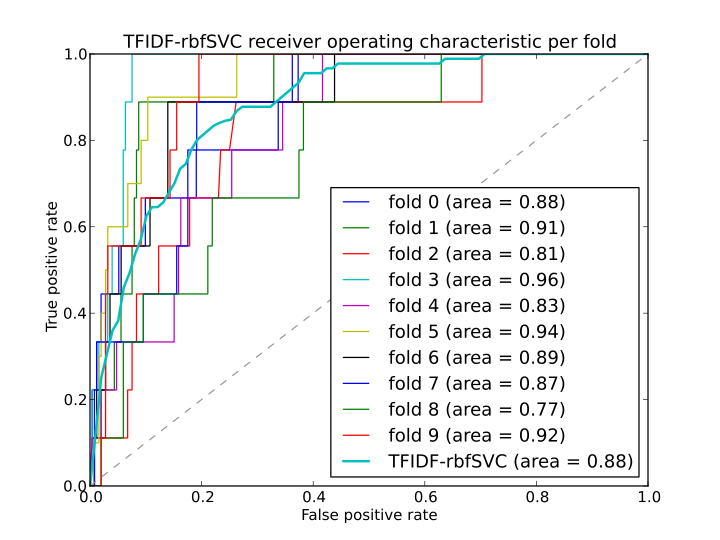 TFIDF-rbfSVC receiver operating characteristic per fold
1.0
0.8
0.6
0.4
0.2
0.0
True positive rate
fold 0 (area = 0.88)
fold 1 (area = 0.91)
fold 2 (area = 0.81)
fold 3 (area = 0.96)
fold 4 (area = 0.83)
fold 5 (area = 0.94)
fold 6 (area = 0.89)
fold 7 (area = 0.87)
fold 8 (area = 0.77)
fold 9 (area = 0.92)
TFIDF-rbfSVC (area = 0.88)
0.0 0.2 0.4 0.6 0.8 1.0
False positive rate